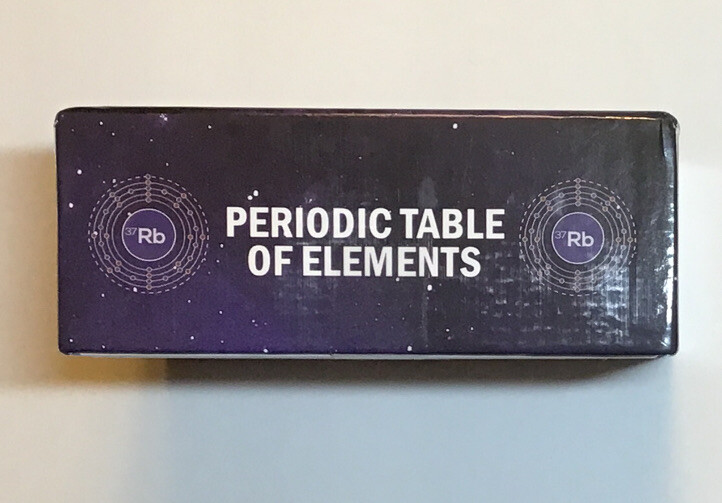 PERIODIC TABLE
OF ELEMENTS
37Rb
37Rb